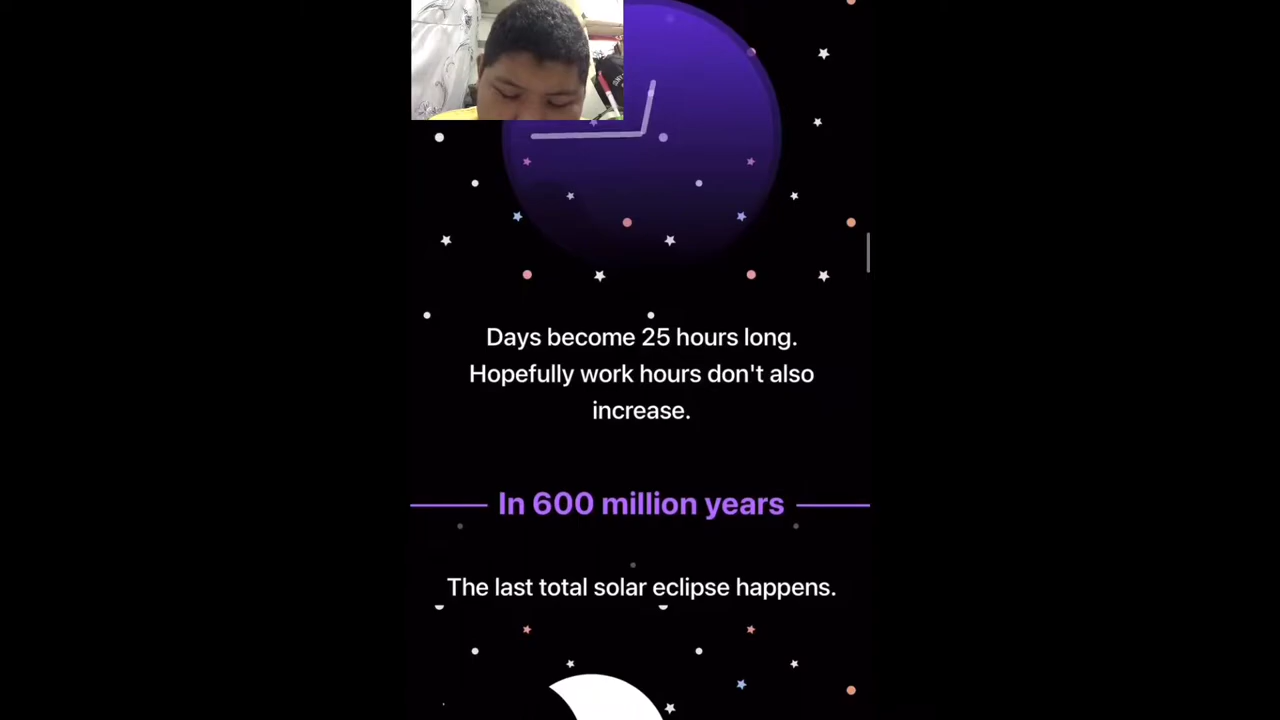 Days become 25 hours long.
Hopefully work hours don't also
increase.
In 600 million years
The last total solar eclipse happens.